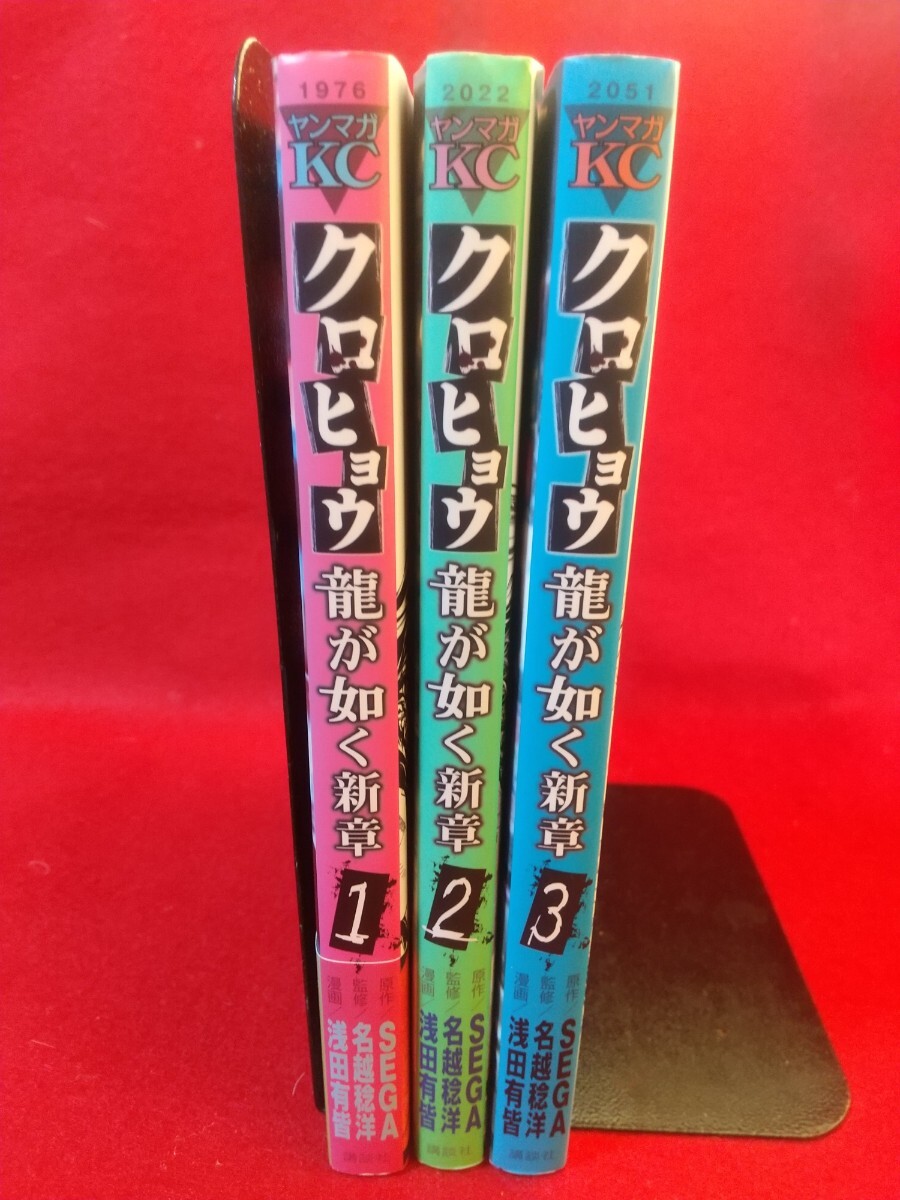 1976
ヤンマガ
KC
クロヒョウ
龍が如く新章
1
原作/SEGA
監修/名越稔洋
漫画/浅田有皆
講談社
2022
ヤンマガ
KC
クロヒョウ
龍が如く新章
2
原作/SEGA
監修/名越稔洋
漫画/浅田有皆
講談社
2051
ヤンマガ
KC
クロヒョウ
龍が如く新章
3
原作/SEGA
監修/名越稔洋
漫画/浅田有皆
講談社